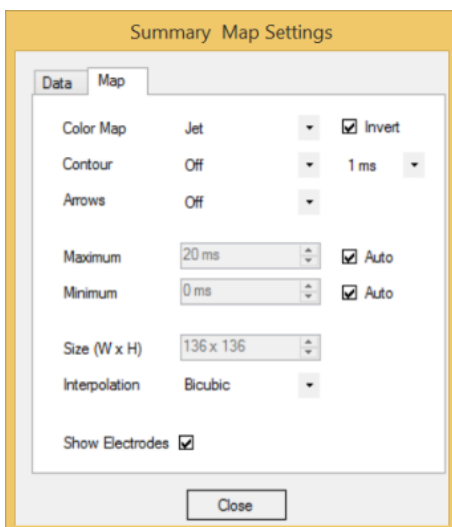 Summary Map Settings
Data Map
Color Map Jet Invert
Contour Off 1 ms
Arrows Off
Maximum 20 ms Auto
Minimum 0 ms Auto
Size (W x H) 136 x 136
Interpolation Bicubic
Show Electrodes
Close